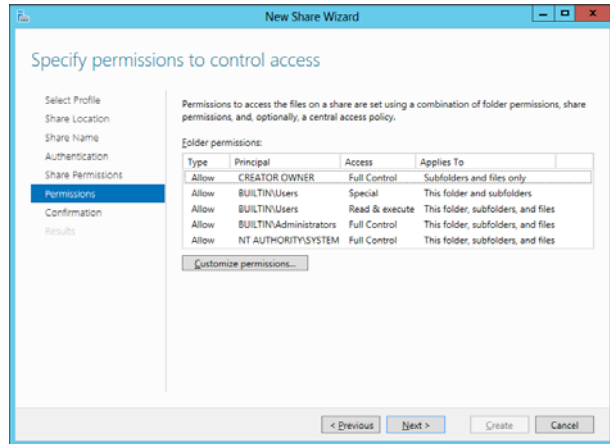 New Share Wizard
Specify permissions to control access
Select Profile
Share Location
Share Name
Authentication
Share Permissions
Permissions
Confirmation
Results
Permissions to access the files on a share are set using a combination of folder permissions, share
permissions, and, optionally, a central access policy.
Folder permissions:
Type Principal Access Applies To
Allow CREATOR OWNER Full Control Subfolders and files only
Allow BUILTIN\Users Special This folder and subfolders
Allow BUILTIN\Users Read & execute This folder, subfolders, and files
Allow BUILTIN\Administrators Full Control This folder, subfolders, and files
Allow NT AUTHORITY\SYSTEM Full Control This folder, subfolders, and files
Customize permissions...
< Previous Next > Create Cancel